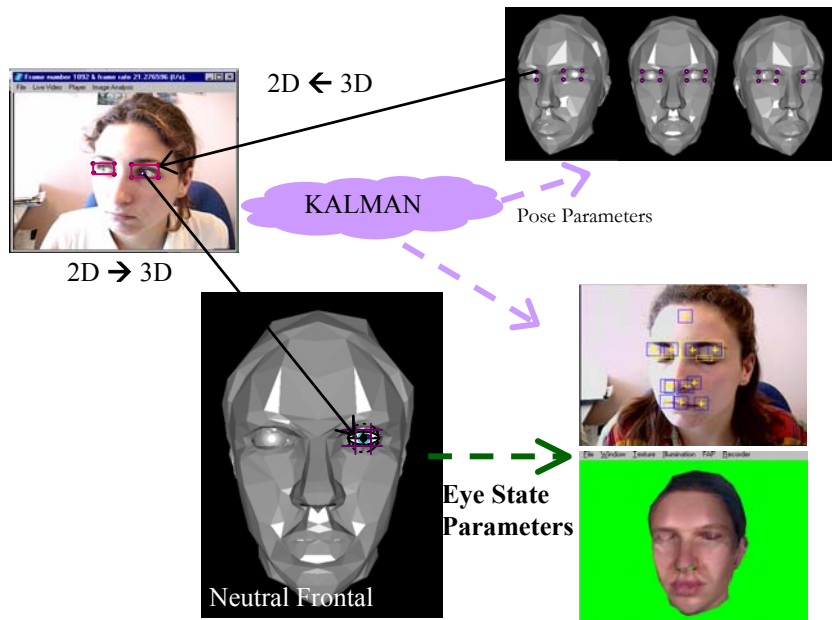 Frame number 1092 & frame rate 21.276596 (f/s).
File Live Video Player Image Analysis
2D ← 3D
KALMAN
Pose Parameters
2D → 3D
Eye State
Parameters
File Window Texture Illumination FAP Recorder
Neutral Frontal